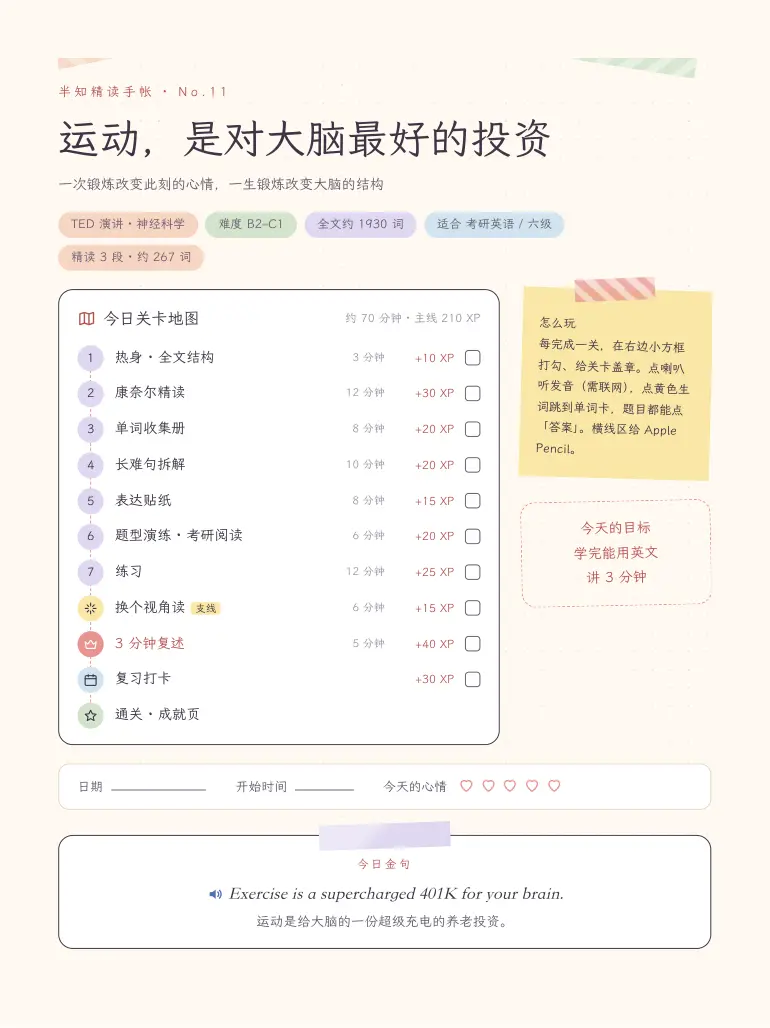 半知精读手帐 · No.11
运动，是对大脑最好的投资
一次锻炼改变此刻的心情，一生锻炼改变大脑的结构
TED 演讲·神经科学 难度 B2–C1 全文约 1930 词 适合 考研英语 / 六级
精读 3 段·约 267 词
今日关卡地图 约 70 分钟·主线 210 XP
1 热身·全文结构 3 分钟 +10 XP
2 康奈尔精读 12 分钟 +30 XP
3 单词收集册 8 分钟 +20 XP
4 长难句拆解 10 分钟 +20 XP
5 表达贴纸 8 分钟 +15 XP
6 题型演练·考研阅读 6 分钟 +20 XP
7 练习 12 分钟 +25 XP
换个视角读 支线 6 分钟 +15 XP
3 分钟复述 5 分钟 +40 XP
复习打卡 +30 XP
通关·成就页
怎么玩
每完成一关，在右边小方框
打勾、给关卡盖章。点喇叭
听发音（需联网），点黄色生
词跳到单词卡，题目都能点
「答案」。横线区给 Apple
Pencil。
今天的目标
学完能用英文
讲 3 分钟
日期 开始时间 今天的心情
今日金句
Exercise is a supercharged 401K for your brain.
运动是给大脑的一份超级充电的养老投资。